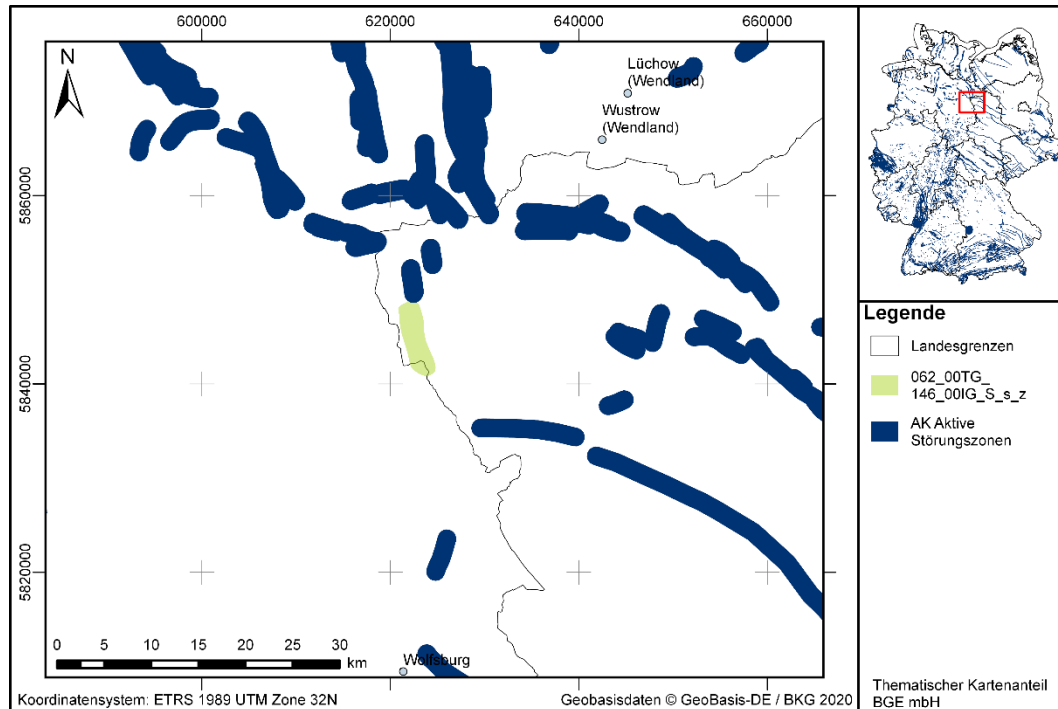 600000
620000
640000
660000
N
Lüchow
(Wendland)
Wustrow
(Wendland)
5860000
5840000
5820000
0
5
10
15
20
25
30
km
Wolfsburg
Koordinatensystem: ETRS 1989 UTM Zone 32N
Geobasisdaten © GeoBasis-DE / BKG 2020
Legende
Landesgrenzen
062_00TG_
146_00IG_S_s_z
AK Aktive
Störungszonen
Thematischer Kartenanteil
BGE mbH